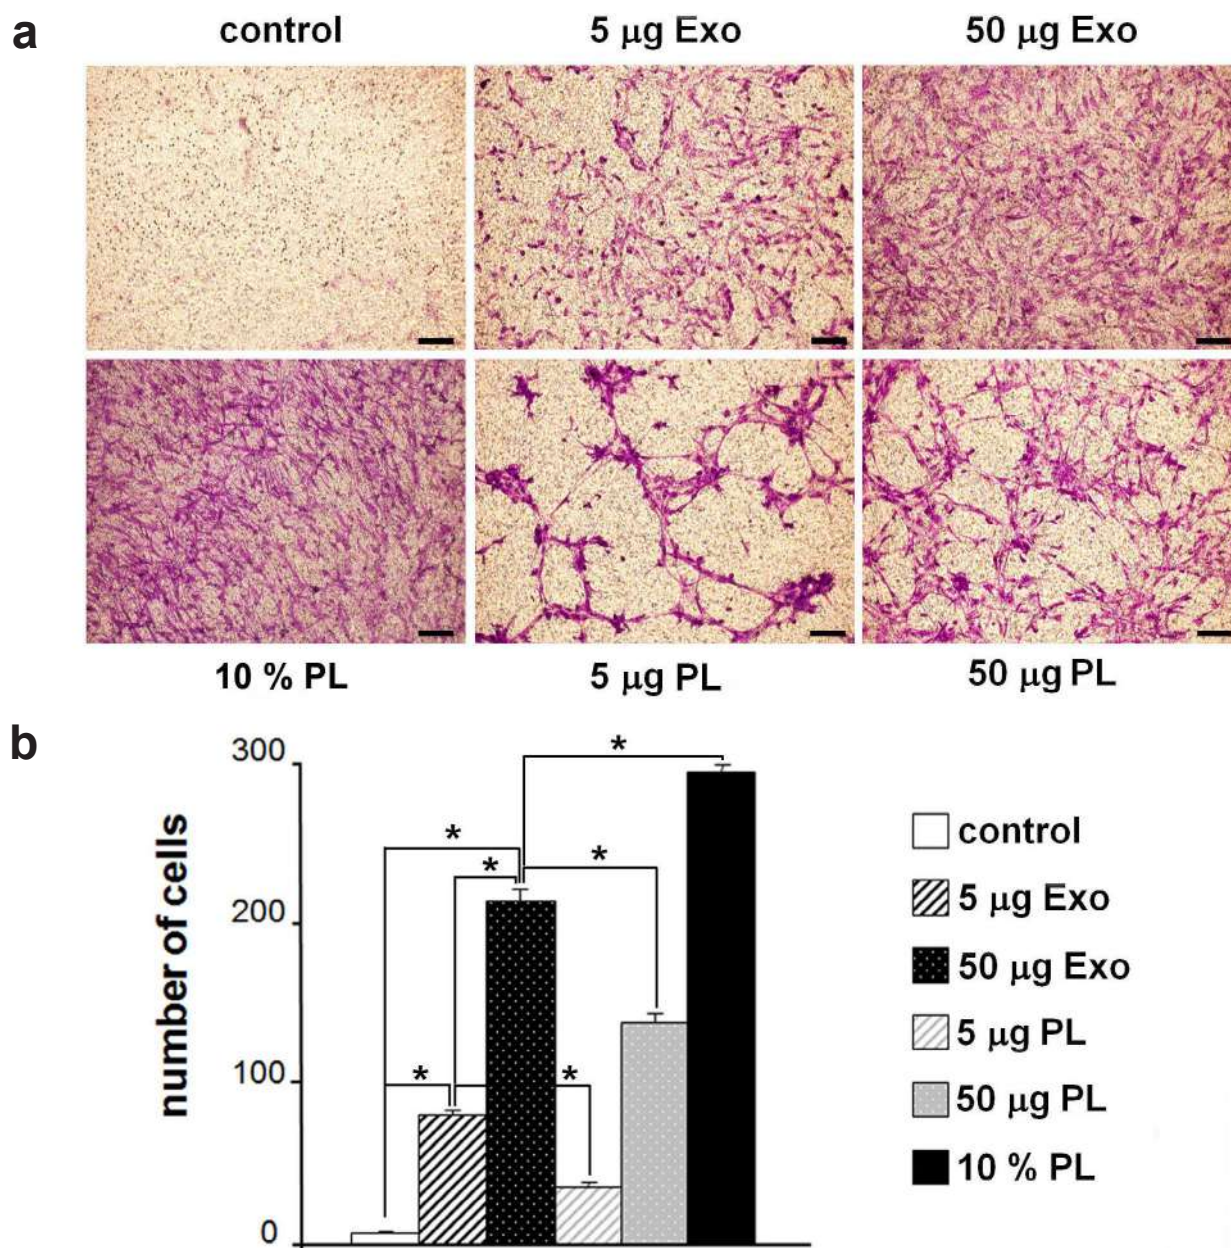 a
control
5 μg Exo
50 μg Exo
10 % PL
5 μg PL
50 μg PL
b
number of cells
300
200
100
0
*
*
*
*
*
*
control
5 μg Exo
50 μg Exo
5 μg PL
50 μg PL
10 % PL